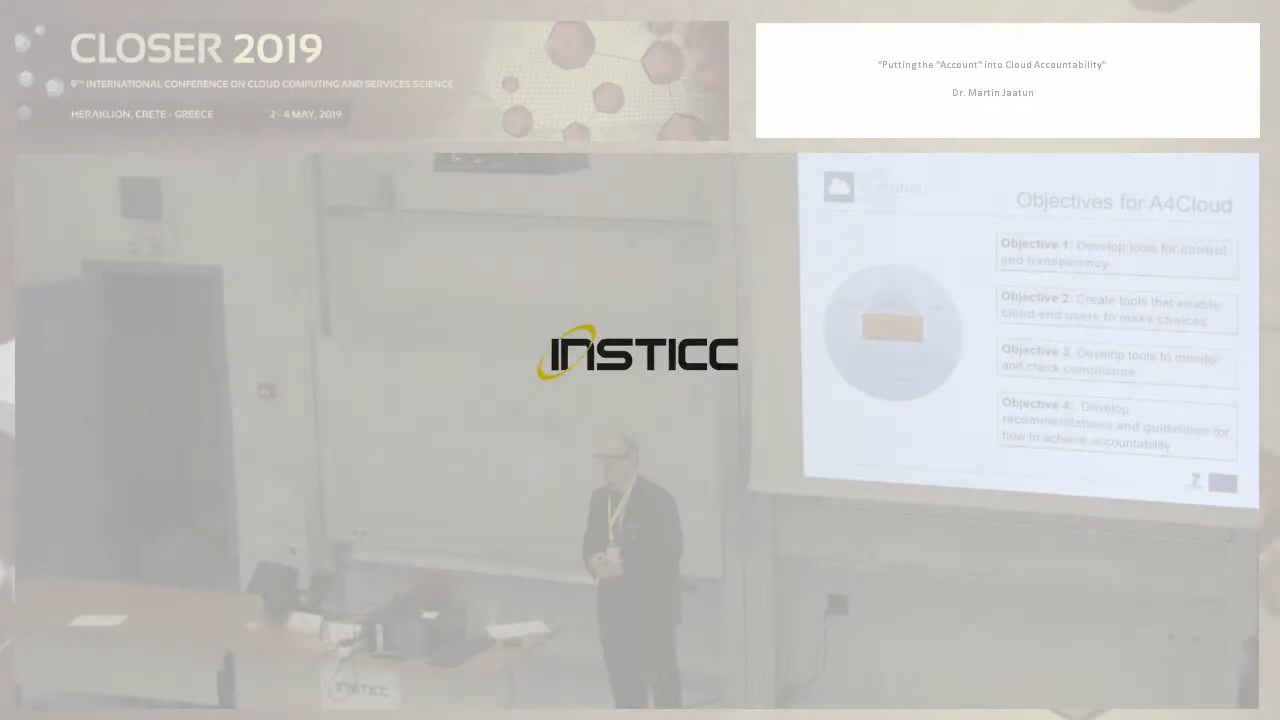 CLOSER 2019
9TH INTERNATIONAL CONFERENCE ON CLOUD COMPUTING AND SERVICES SCIENCE
HERAKLION, CRETE - GREECE 2 - 4 MAY, 2019
"Putting the "Account" into Cloud Accountability"
Dr. Martin Jaatun
Objectives for A4Cloud
Objective 1: Develop tools for control
and transparency
Objective 2: Create tools that enable
cloud end users to make choices
Objective 3: Develop tools to monitor
and check compliance
Objective 4: Develop
recommendations and guidelines for
how to achieve accountability
INSTICC
INSTICC